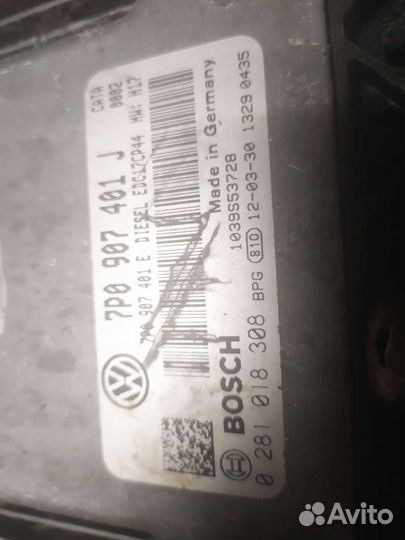 CATA 0002
7P0 907 401 J
7P0 907 401 E DIESEL EDC17CP44 HW: H17
Made in Germany
1039S53728
BOSCH
0 281 018 308 BPG 810 12-03-30 1329 0435
Avito